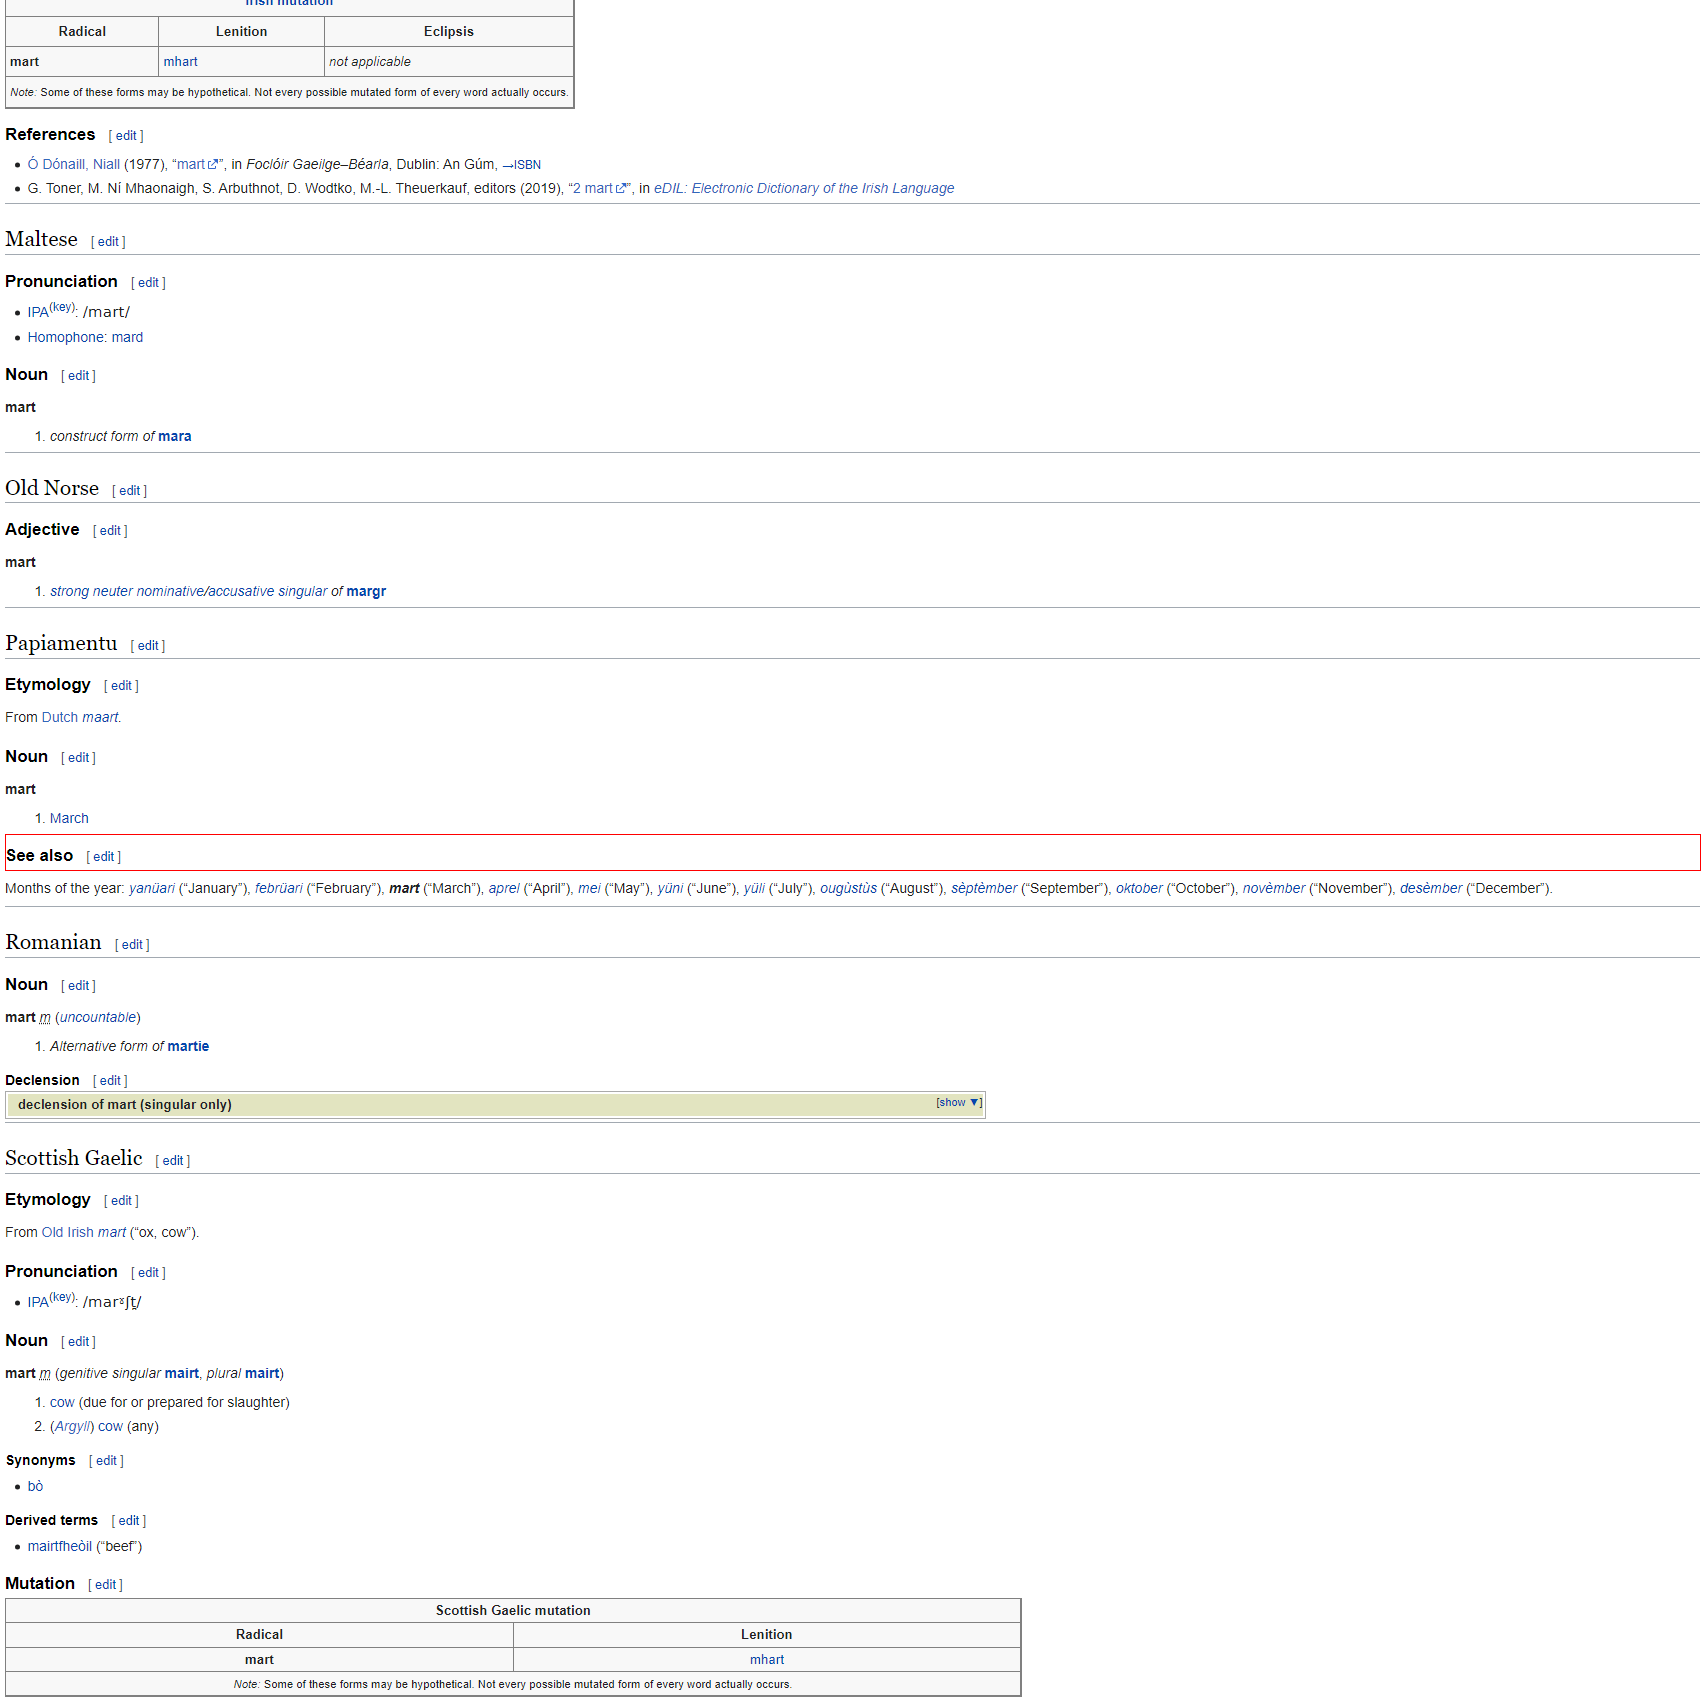 Irish mutation
Radical Lenition Eclipsis
mart mhart not applicable
Note: Some of these forms may be hypothetical. Not every possible mutated form of every word actually occurs.
References [ edit ]
• Ó Dónaill, Niall (1977), “mart”, in Foclóir Gaeilge–Béarla, Dublin: An Gúm, →ISBN
• G. Toner, M. Ní Mhaonaigh, S. Arbuthnot, D. Wodtko, M.-L. Theuerkauf, editors (2019), “2 mart”, in eDIL: Electronic Dictionary of the Irish Language
Maltese [ edit ]
Pronunciation [ edit ]
• IPA(key): /mart/
• Homophone: mard
Noun [ edit ]
mart
1. construct form of mara
Old Norse [ edit ]
Adjective [ edit ]
mart
1. strong neuter nominative/accusative singular of margr
Papiamentu [ edit ]
Etymology [ edit ]
From Dutch maart.
Noun [ edit ]
mart
1. March
See also [ edit ]
Months of the year: yanüari (“January”), febrüari (“February”), mart (“March”), aprel (“April”), mei (“May”), yüni (“June”), yüli (“July”), ougùstùs (“August”), sèptèmber (“September”), oktober (“October”), novèmber (“November”), desèmber (“December”).
Romanian [ edit ]
Noun [ edit ]
mart m (uncountable)
1. Alternative form of martie
Declension [ edit ]
declension of mart (singular only) [show ▼]
Scottish Gaelic [ edit ]
Etymology [ edit ]
From Old Irish mart (“ox, cow”).
Pronunciation [ edit ]
• IPA(key): /marˠʃt̪/
Noun [ edit ]
mart m (genitive singular mairt, plural mairt)
1. cow (due for or prepared for slaughter)
2. (Argyll) cow (any)
Synonyms [ edit ]
• bò
Derived terms [ edit ]
• mairtfheòil (“beef”)
Mutation [ edit ]
Scottish Gaelic mutation
Radical Lenition
mart mhart
Note: Some of these forms may be hypothetical. Not every possible mutated form of every word actually occurs.